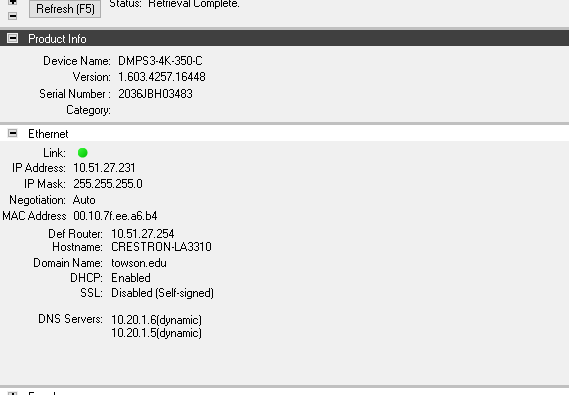 Refresh (F5) Status: Retrieval Complete.
Product Info
Device Name: DMPS3-4K-350-C
Version: 1.603.4257.16448
Serial Number : 2036JBH03483
Category:
Ethernet
Link:
IP Address: 10.51.27.231
IP Mask: 255.255.255.0
Negotiation: Auto
MAC Address 00.10.7f.ee.a6.b4
Def Router: 10.51.27.254
Hostname: CRESTRON-LA3310
Domain Name: towson.edu
DHCP: Enabled
SSL: Disabled (Self-signed)
DNS Servers: 10.20.1.6(dynamic)
10.20.1.5(dynamic)